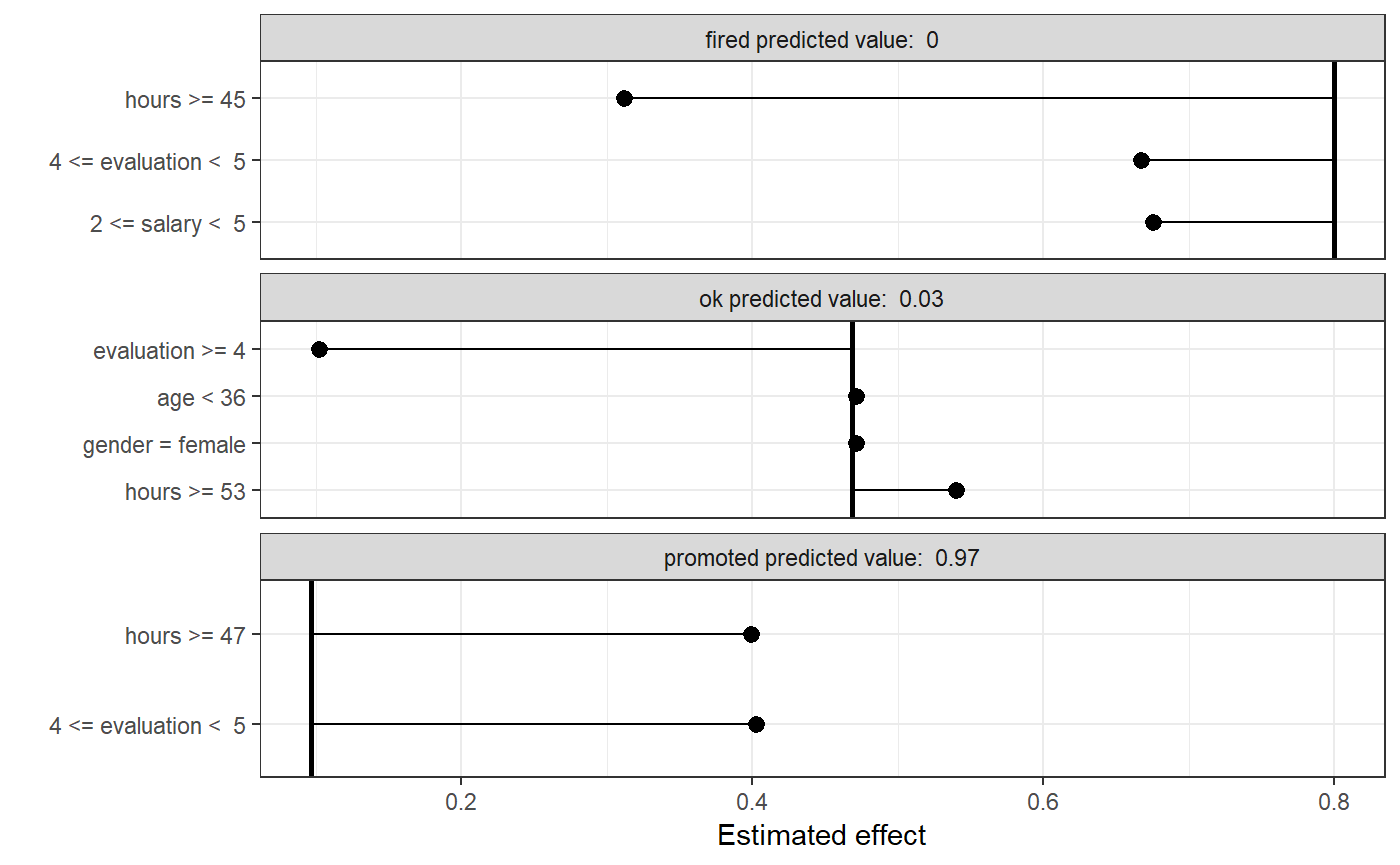 fired predicted value:  0
hours >= 45
4 <= evaluation <  5
2 <= salary <  5
ok predicted value:  0.03
evaluation >= 4
age < 36
gender = female
hours >= 53
promoted predicted value:  0.97
hours >= 47
4 <= evaluation <  5
0.2 0.4 0.6 0.8
Estimated effect